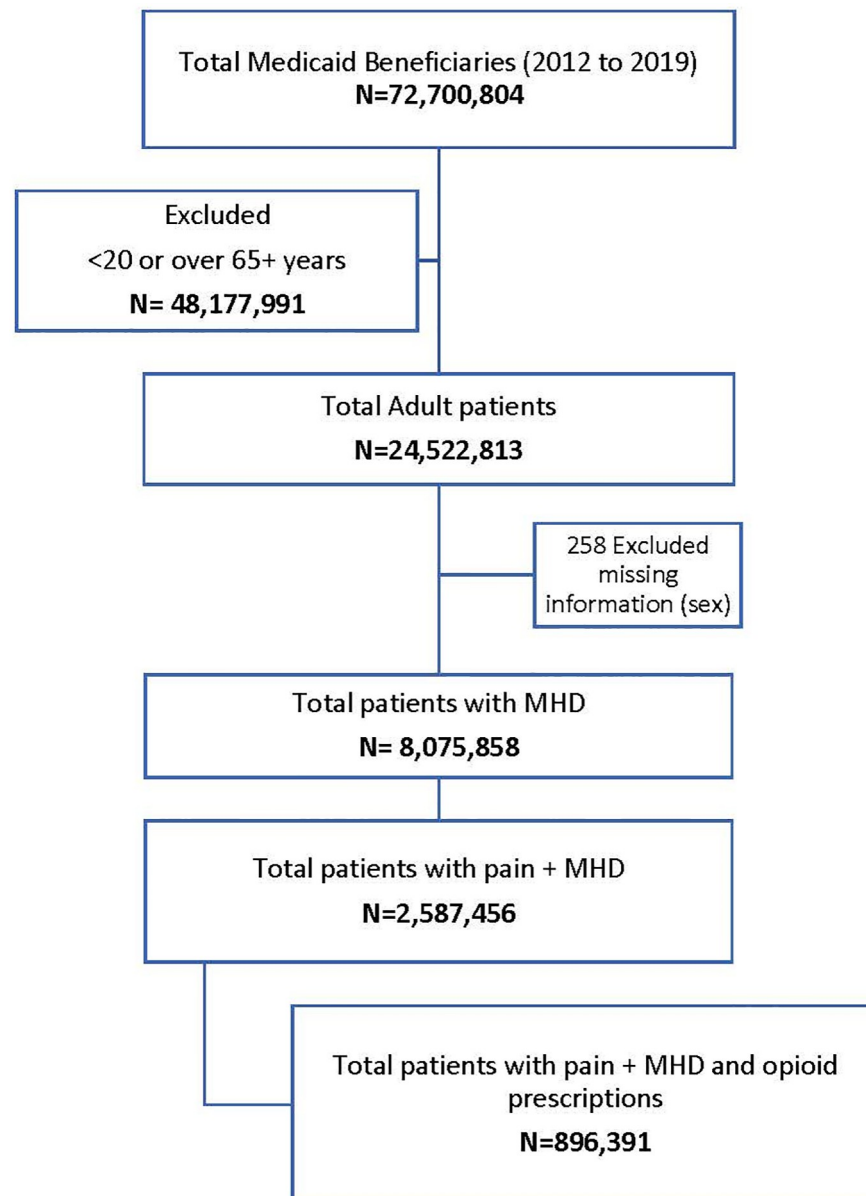 Total Medicaid Beneficiaries (2012 to 2019)
N=72,700,804
Excluded
<20 or over 65+ years
N= 48,177,991
Total Adult patients
N=24,522,813
258 Excluded
missing
information (sex)
Total patients with MHD
N= 8,075,858
Total patients with pain + MHD
N=2,587,456
Total patients with pain + MHD and opioid
prescriptions
N=896,391